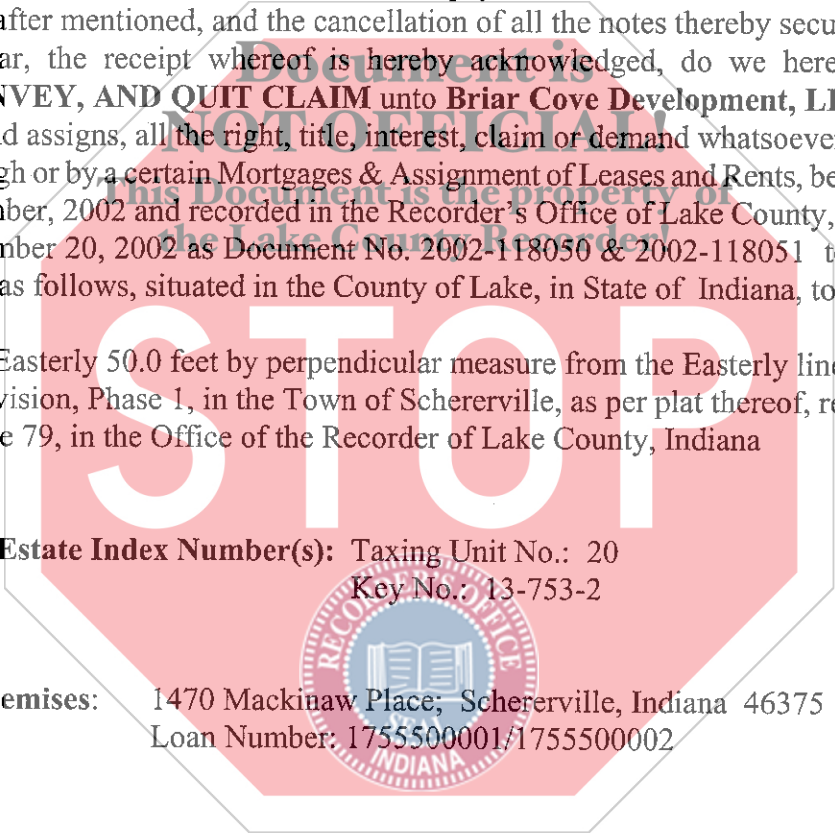 after mentioned, and the cancellation of all the notes thereby secu
ar, the receipt whereof is hereby acknowledged, do we here
NVEY, AND QUIT CLAIM unto Briar Cove Development, LI
d assigns, all the right, title, interest, claim or demand whatsoeve
gh or by a certain Mortgages & Assignment of Leases and Rents, be
ber, 2002 and recorded in the Recorder's Office of Lake County,
nber 20, 2002 as Document No. 2002-118050 & 2002-118051 t
as follows, situated in the County of Lake, in State of Indiana, to
Easterly 50.0 feet by perpendicular measure from the Easterly line
vision, Phase 1, in the Town of Schererville, as per plat thereof, re
e 79, in the Office of the Recorder of Lake County, Indiana
Estate Index Number(s): Taxing Unit No.: 20
Key No.: 13-753-2
emises: 1470 Mackinaw Place; Schererville, Indiana 46375
Loan Number: 1755500001/1755500002
Document is
NOT OFFICIAL!
This Document is the property of
the Lake County Recorder!
STOP
RECORDER'S OFFICE
SEAL
INDIANA